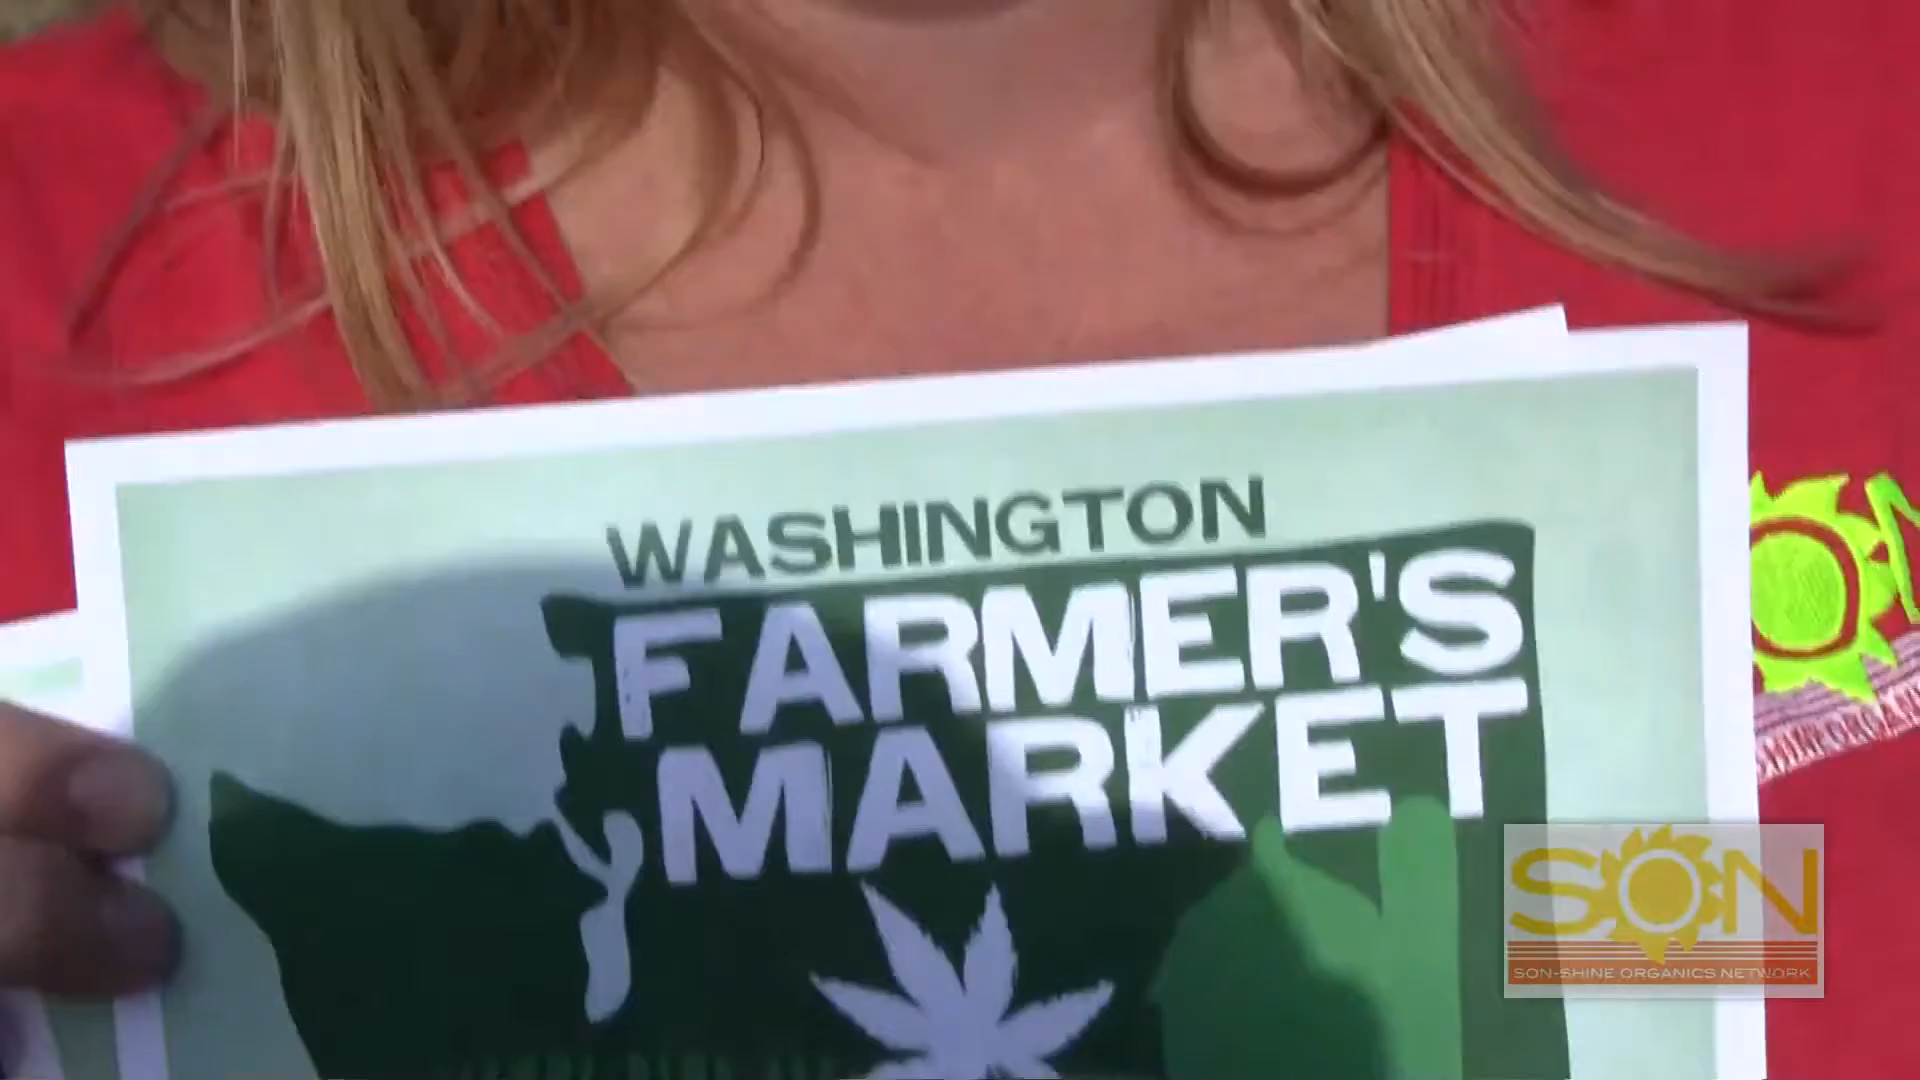 WASHINGTON
FARMER'S
MARKET
SON
SON-SHINE ORGANICS NETWORK